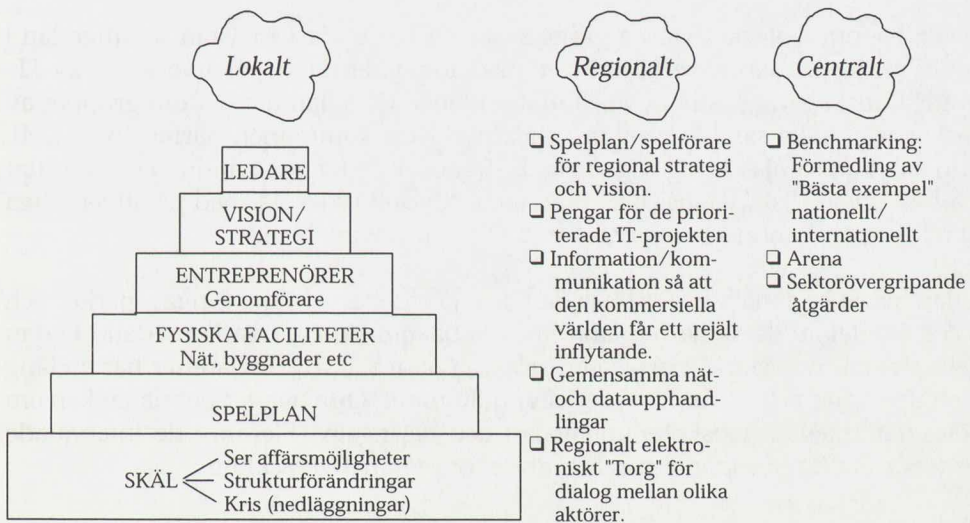 Lokalt
LEDARE
VISION/
STRATEGI
ENTREPRENÖRER
Genomförare
FYSISKA FACILITETER
Nät, byggnader etc
SPELPLAN
SKÄL
Ser affärsmöjligheter
Strukturförändringar
Kris (nedläggningar)
Regionalt
❑ Spelplan/spelförare
för regional strategi
och vision.
❑ Pengar för de priori-
terade IT-projekten
❑ Information/kom-
munikation så att
den kommersiella
världen får ett rejält
inflytande.
❑ Gemensamma nät-
och dataupphand-
lingar
❑ Regionalt elektro-
niskt "Torg" för
dialog mellan olika
aktörer.
Centralt
❑ Benchmarking:
Förmedling av
"Bästa exempel"
nationellt/
internationellt
❑ Arena
❑ Sektorövergripande
åtgärder